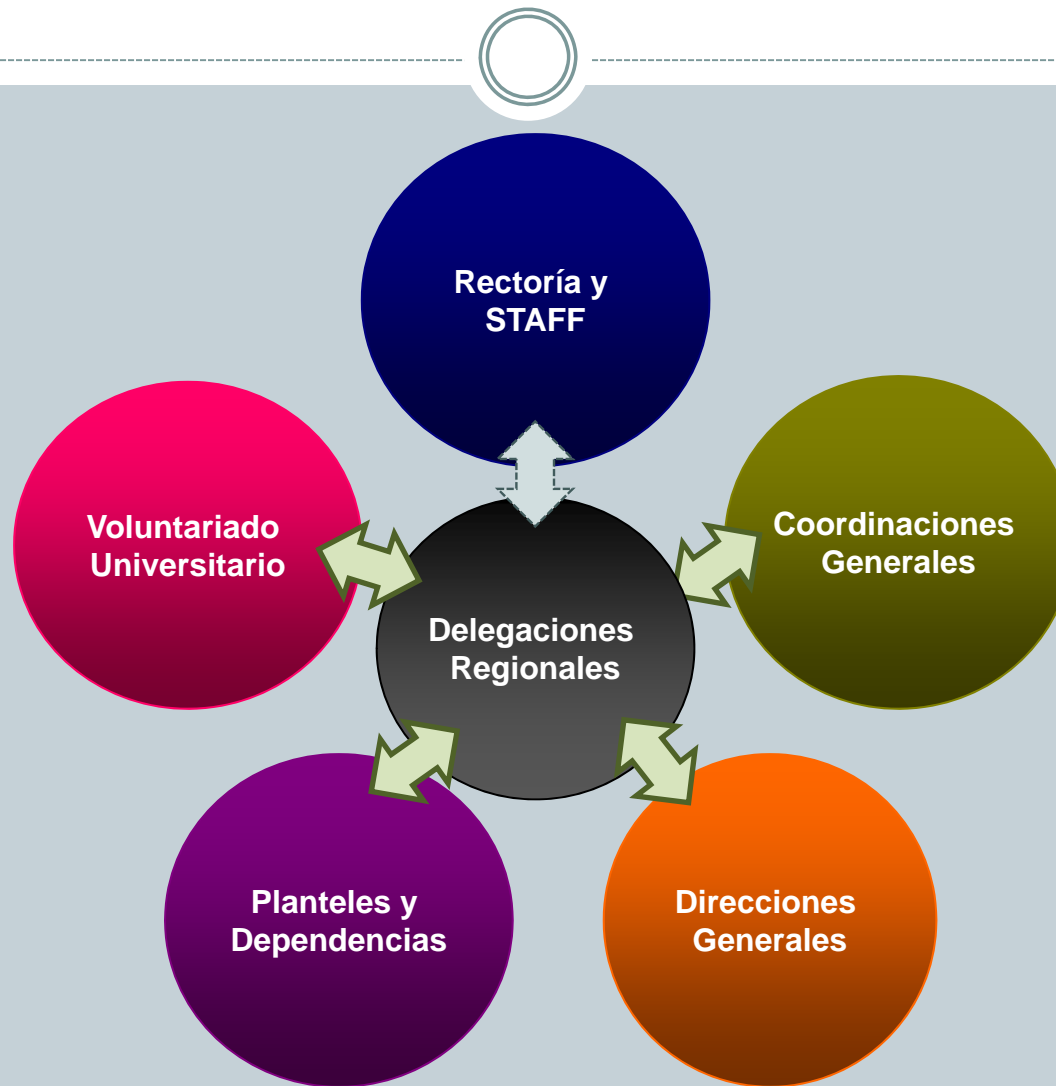 Rectoría y
STAFF
Voluntariado
Universitario
Coordinaciones
Generales
Delegaciones
Regionales
Planteles y
Dependencias
Direcciones
Generales